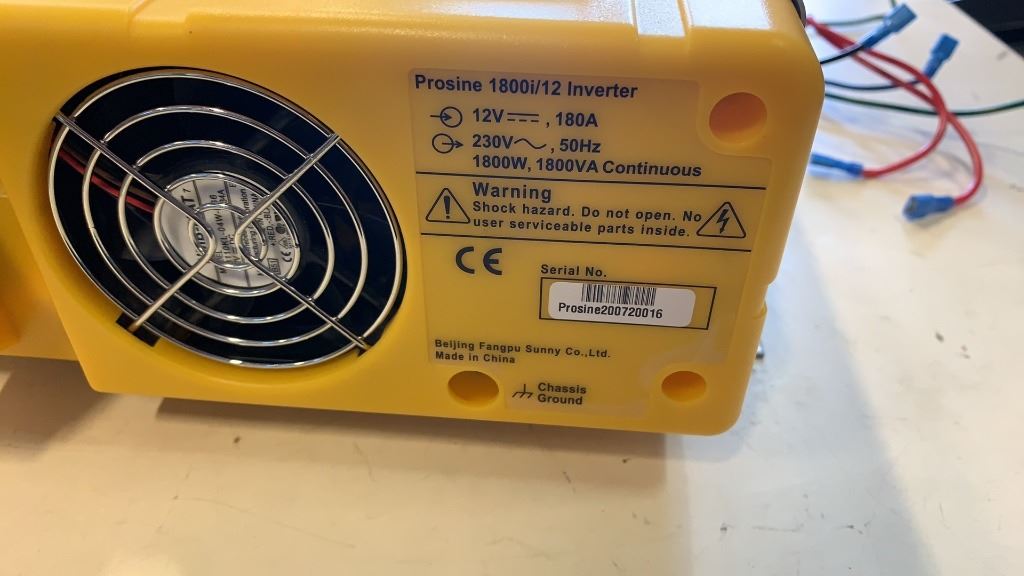 Prosine 1800i/12 Inverter
12V⎓, 180A
230V～, 50Hz
1800W, 1800VA Continuous
Warning
Shock hazard. Do not open. No
user serviceable parts inside.
CE
Serial No.
Prosine200720016
Beijing Fangpu Sunny Co.,Ltd.
Made in China
Chassis
Ground